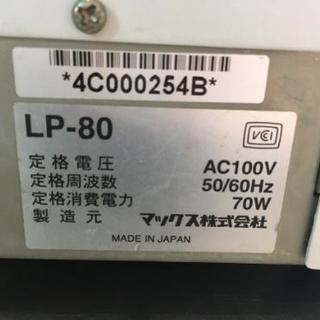 *4C000254B*
LP-80
VCI
定格電圧 AC100V
定格周波数 50/60Hz
定格消費電力 70W
製造元 マックス株式会社
MADE IN JAPAN